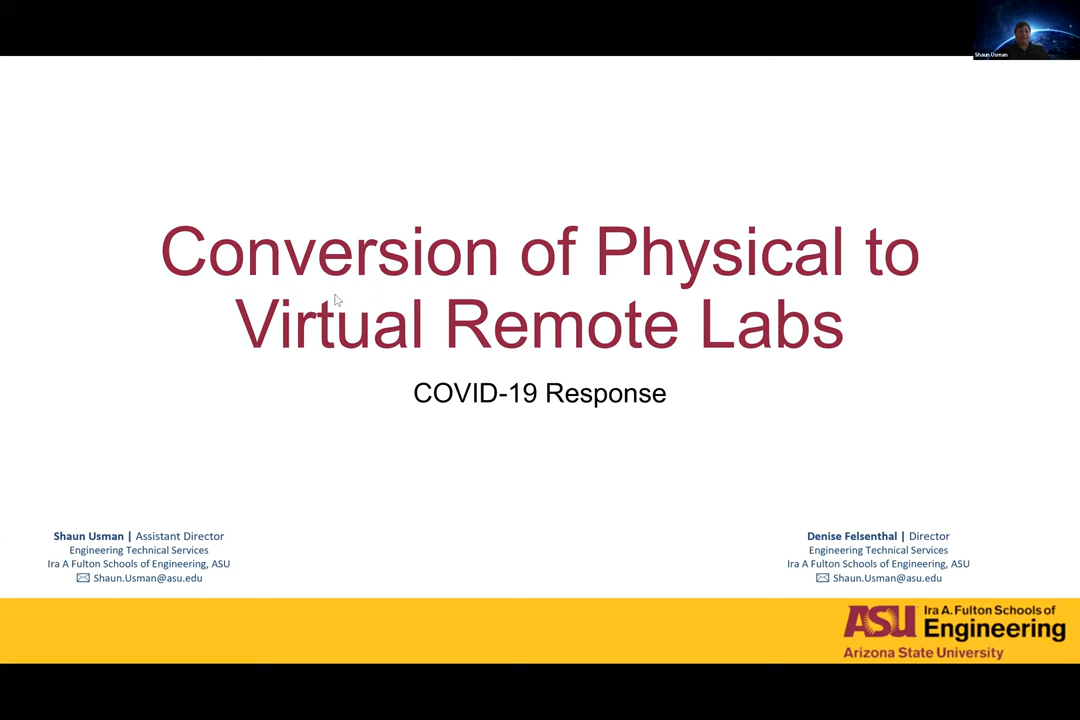 Shaun Usman
Conversion of Physical to
Virtual Remote Labs
COVID-19 Response
Shaun Usman | Assistant Director
Engineering Technical Services
Ira A Fulton Schools of Engineering, ASU
Shaun.Usman@asu.edu
Denise Felsenthal | Director
Engineering Technical Services
Ira A Fulton Schools of Engineering, ASU
Shaun.Usman@asu.edu
ASU Ira A. Fulton Schools of
Engineering
Arizona State University